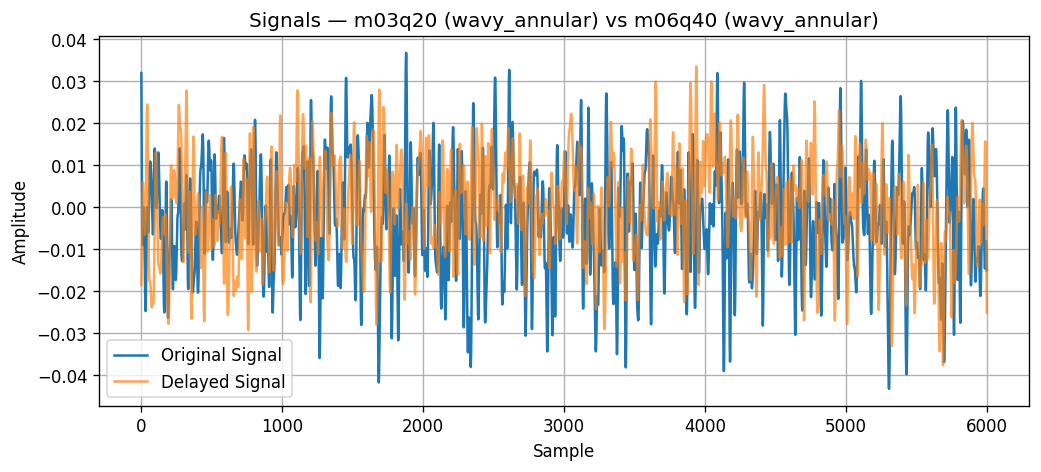 Signals — m03q20 (wavy_annular) vs m06q40 (wavy_annular)
0.04
0.03
0.02
0.01
0.00
−0.01
−0.02
−0.03
−0.04
Amplitude
Original Signal
Delayed Signal
0 1000 2000 3000 4000 5000 6000
Sample